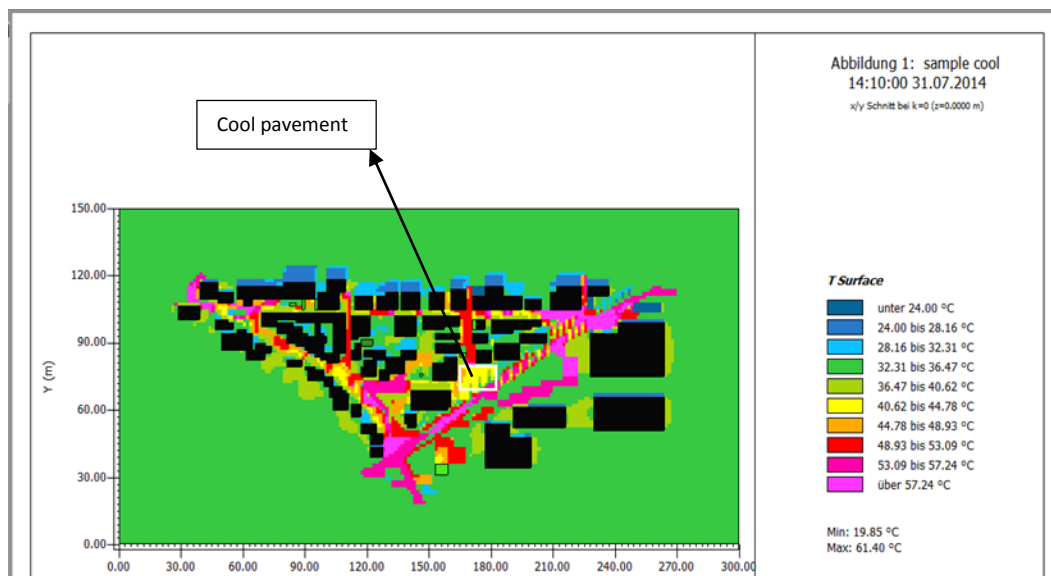 Abbildung 1: sample cool
14:10:00 31.07.2014
x/y Schnitt bei k=0 (z=0.0000 m)
Cool pavement
150.00
120.00
90.00
60.00
30.00
0.00
Y (m)
0.00 30.00 60.00 90.00 120.00 150.00 180.00 210.00 240.00 270.00 300.00
T Surface
unter 24.00 °C
24.00 bis 28.16 °C
28.16 bis 32.31 °C
32.31 bis 36.47 °C
36.47 bis 40.62 °C
40.62 bis 44.78 °C
44.78 bis 48.93 °C
48.93 bis 53.09 °C
53.09 bis 57.24 °C
über 57.24 °C
Min: 19.85 °C
Max: 61.40 °C